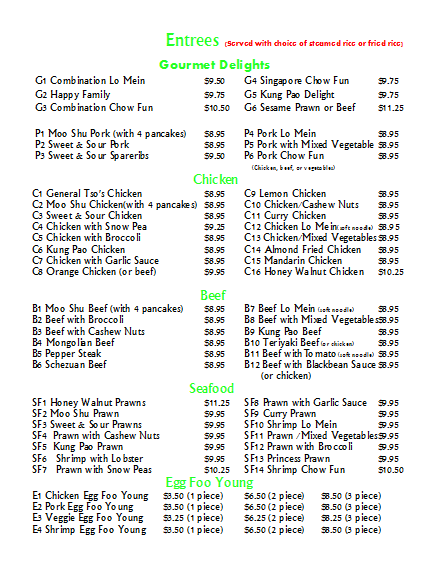 Entrees (Served with choice of steamed rice or fried rice)
Gourmet Delights
G1 Combination Lo Mein $9.50 G4 Singapore Chow Fun $9.75
G2 Happy Family $9.75 G5 Kung Pao Delight $9.75
G3 Combination Chow Fun $10.50 G6 Sesame Prawn or Beef $11.25
P1 Moo Shu Pork (with 4 pancakes) $8.95 P4 Pork Lo Mein $8.95
P2 Sweet & Sour Pork $8.95 P5 Pork with Mixed Vegetable $8.95
P3 Sweet & Sour Spareribs $9.50 P6 Pork Chow Fun $8.95
(Chicken, beef, or vegetables)
Chicken
C1 General Tso's Chicken $8.95 C9 Lemon Chicken $8.95
C2 Moo Shu Chicken(with 4 pancakes) $8.95 C10 Chicken/Cashew Nuts $8.95
C3 Sweet & Sour Chicken $8.95 C11 Curry Chicken $8.95
C4 Chicken with Snow Pea $9.25 C12 Chicken Lo Mein(soft noodle) $8.95
C5 Chicken with Broccoli $8.95 C13 Chicken/Mixed Vegetables $8.95
C6 Kung Pao Chicken $8.95 C14 Almond Fried Chicken $8.95
C7 Chicken with Garlic Sauce $8.95 C15 Mandarin Chicken $8.95
C8 Orange Chicken (or beef) $9.95 C16 Honey Walnut Chicken $10.25
Beef
B1 Moo Shu Beef (with 4 pancakes) $8.95 B7 Beef Lo Mein (soft noodle) $8.95
B2 Beef with Broccoli $8.95 B8 Beef with Mixed Vegetables $8.95
B3 Beef with Cashew Nuts $8.95 B9 Kung Pao Beef $8.95
B4 Mongolian Beef $8.95 B10 Teriyaki Beef (or chicken) $8.95
B5 Pepper Steak $8.95 B11 Beef with Tomato (soft noodle) $8.95
B6 Schezuan Beef $8.95 B12 Beef with Blackbean Sauce $8.95
(or chicken)
Seafood
SF1 Honey Walnut Prawns $11.25 SF8 Prawn with Garlic Sauce $9.95
SF2 Moo Shu Prawn $9.95 SF9 Curry Prawn $9.95
SF3 Sweet & Sour Prawns $9.95 SF10 Shrimp Lo Mein $9.95
SF4 Prawn with Cashew Nuts $9.95 SF11 Prawn /Mixed Vegetables $9.95
SF5 Kung Pao Prawn $9.95 SF12 Prawn with Broccoli $9.95
SF6 Shrimp with Lobster $9.95 SF13 Princess Prawn $9.95
SF7 Prawn with Snow Peas $10.25 SF14 Shrimp Chow Fun $10.50
Egg Foo Young
E1 Chicken Egg Foo Young $3.50 (1 piece) $6.50 (2 piece) $8.50 (3 piece)
E2 Pork Egg Foo Young $3.50 (1 piece) $6.50 (2 piece) $8.50 (3 piece)
E3 Veggie Egg Foo Young $3.25 (1 piece) $6.25 (2 piece) $8.25 (3 piece)
E4 Shrimp Egg Foo Young $3.50 (1 piece) $6.50 (2 piece) $8.50 (3 piece)